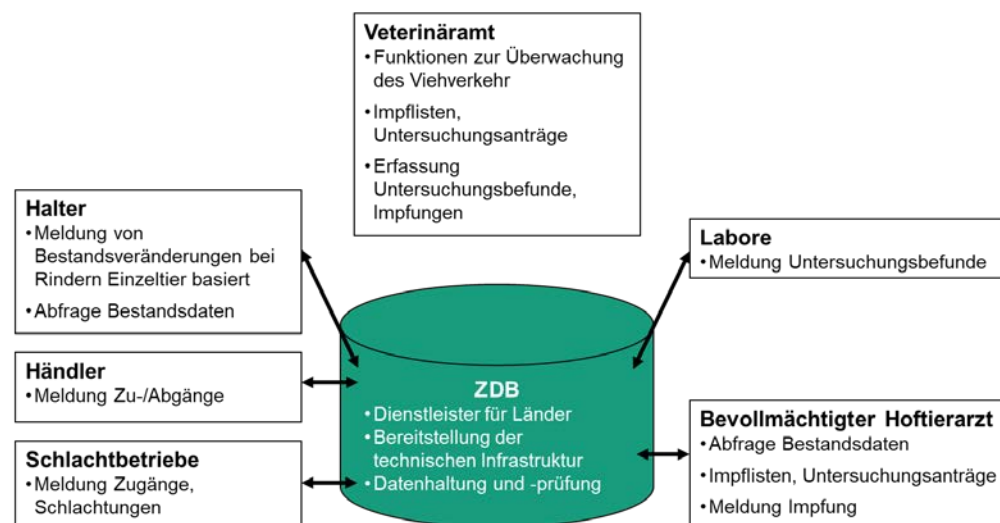 Veterinäramt
•Funktionen zur Überwachung
des Viehverkehr
•Impflisten,
Untersuchungsanträge
•Erfassung
Untersuchungsbefunde,
Impfungen
Halter
•Meldung von
Bestandsveränderungen bei
Rindern Einzeltier basiert
•Abfrage Bestandsdaten
Händler
•Meldung Zu-/Abgänge
Schlachtbetriebe
•Meldung Zugänge,
Schlachtungen
ZDB
•Dienstleister für Länder
•Bereitstellung der
technischen Infrastruktur
•Datenhaltung und -prüfung
Labore
•Meldung Untersuchungsbefunde
Bevollmächtigter Hoftierarzt
•Abfrage Bestandsdaten
•Impflisten, Untersuchungsanträge
•Meldung Impfung